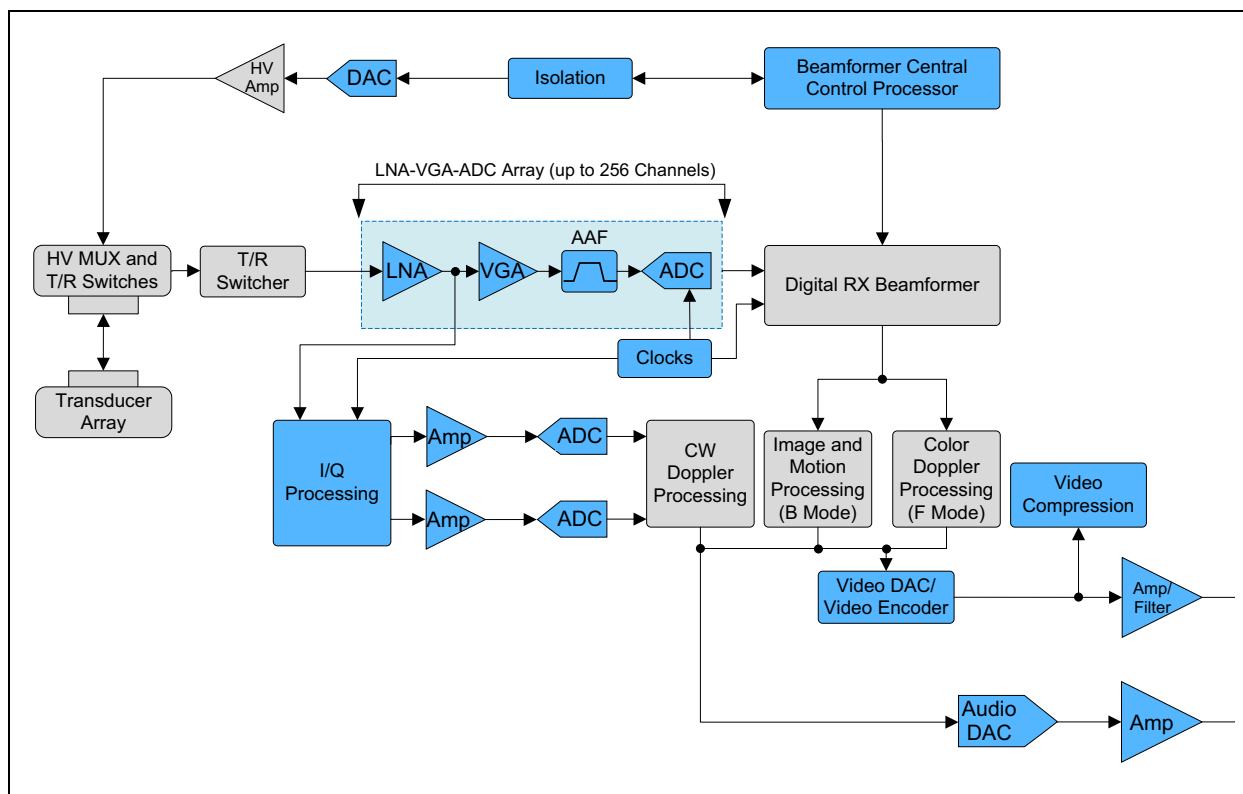 HV
Amp
DAC
Isolation
Beamformer Central
Control Processor
LNA-VGA-ADC Array (up to 256 Channels)
HV MUX and
T/R Switches
T/R
Switcher
LNA
VGA
AAF
ADC
Digital RX Beamformer
Clocks
Transducer
Array
I/Q
Processing
Amp
ADC
Amp
ADC
CW
Doppler
Processing
Image and
Motion
Processing
(B Mode)
Color
Doppler
Processing
(F Mode)
Video
Compression
Video DAC/
Video Encoder
Amp/
Filter
Audio
DAC
Amp